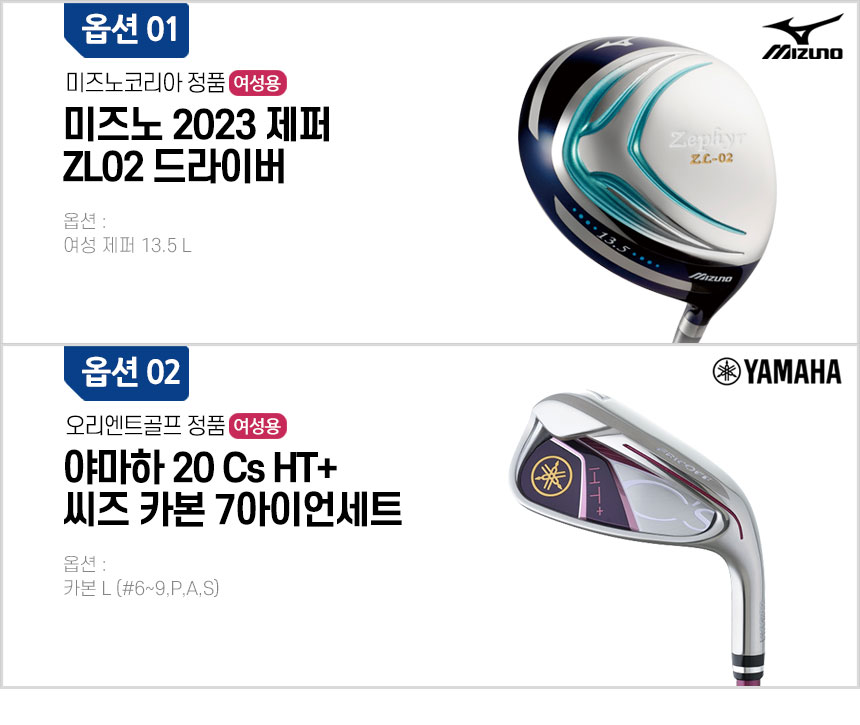 옵션 01
MIZUNO
미즈노코리아 정품 여성용
미즈노 2023 제퍼
ZL02 드라이버
옵션 :
여성 제퍼 13.5 L
Zephyr
ZL-02
13.5
MIZUNO
옵션 02
YAMAHA
오리엔트골프 정품 여성용
야마하 20 Cs HT+
씨즈 카본 7아이언세트
옵션 :
카본 L (#6~9,P,A,S)
HT+
C's